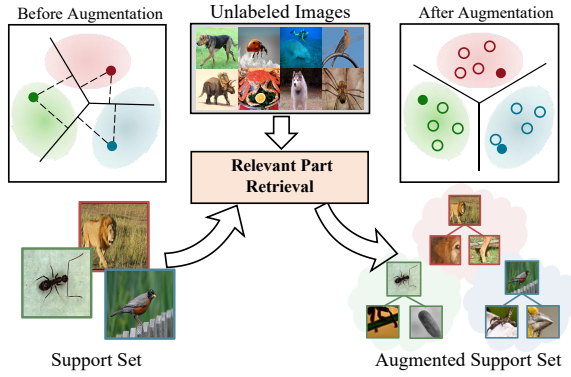 Before Augmentation
Unlabeled Images
After Augmentation
Relevant Part
Retrieval
Support Set
Augmented Support Set